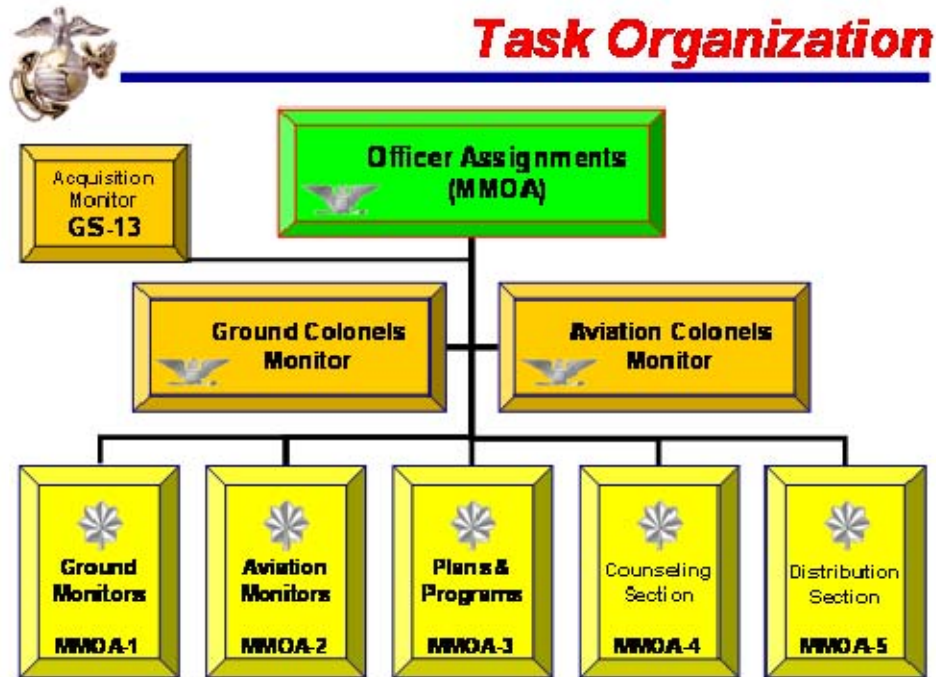 Task Organization
Officer Assignments
(MMOA)
Acquisition
Monitor
GS-13
Ground Colonels
Monitor
Aviation Colonels
Monitor
Ground
Monitors
MMOA-1
Aviation
Monitors
MMOA-2
Plans &
Programs
MMOA-3
Counseling
Section
MMOA-4
Distribution
Section
MMOA-5